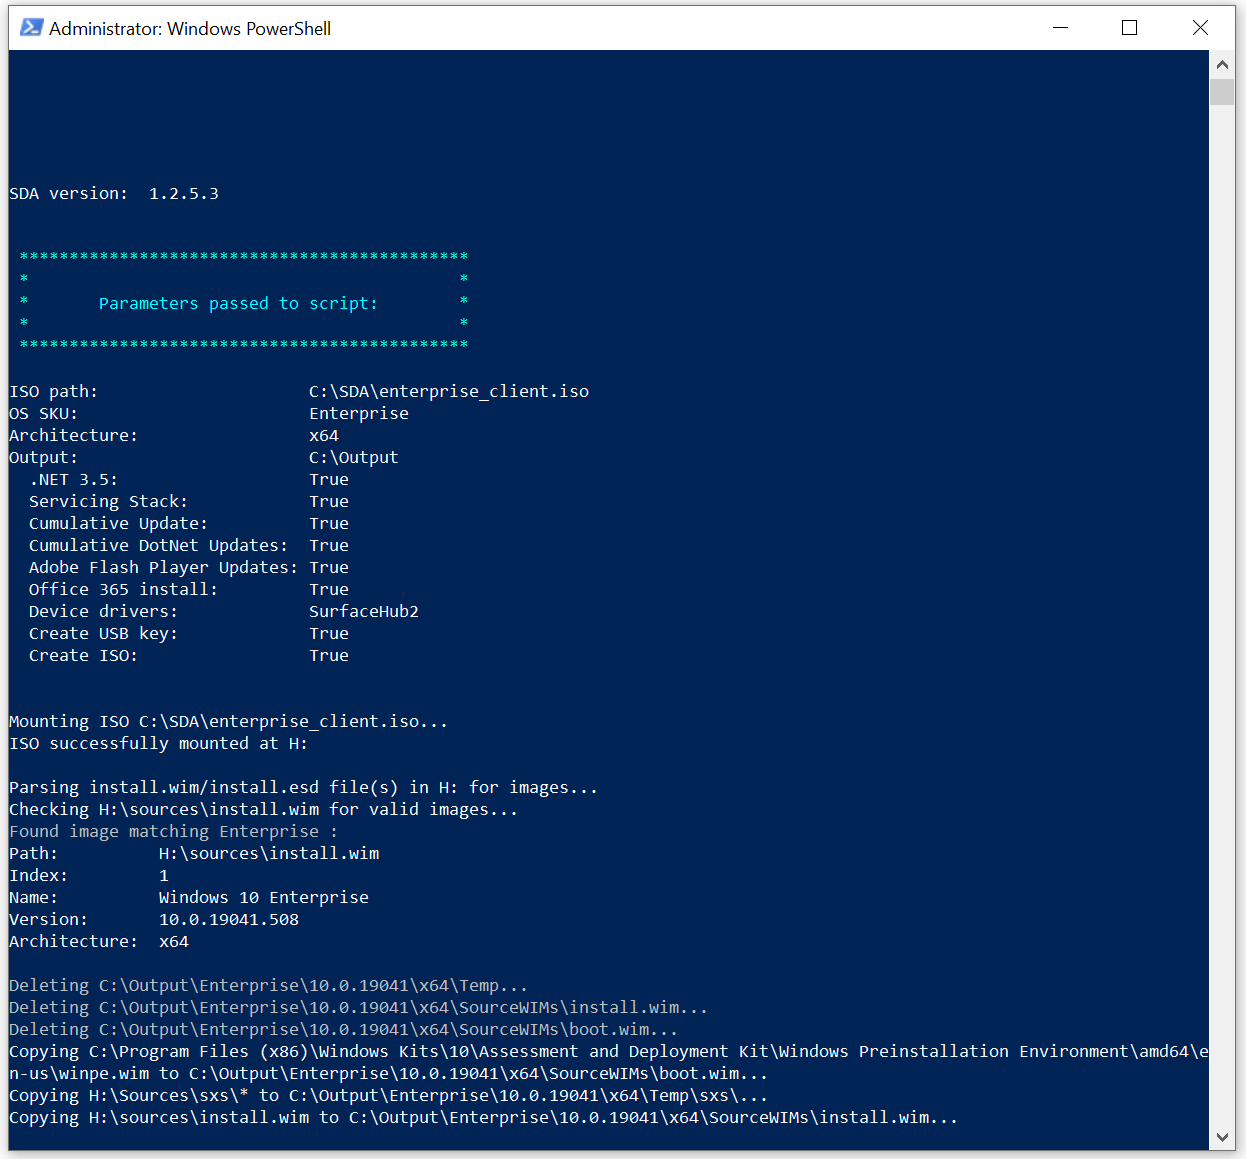 Administrator: Windows PowerShell
SDA version:  1.2.5.3
*********************************************
*                                           *
*       Parameters passed to script:        *
*                                           *
*********************************************
ISO path:                     C:\SDA\enterprise_client.iso
OS SKU:                       Enterprise
Architecture:                 x64
Output:                       C:\Output
  .NET 3.5:                   True
  Servicing Stack:            True
  Cumulative Update:          True
  Cumulative DotNet Updates:  True
  Adobe Flash Player Updates: True
  Office 365 install:         True
  Device drivers:             SurfaceHub2
  Create USB key:             True
  Create ISO:                 True
Mounting ISO C:\SDA\enterprise_client.iso...
ISO successfully mounted at H:
Parsing install.wim/install.esd file(s) in H: for images...
Checking H:\sources\install.wim for valid images...
Found image matching Enterprise :
Path:          H:\sources\install.wim
Index:         1
Name:          Windows 10 Enterprise
Version:       10.0.19041.508
Architecture:  x64
Deleting C:\Output\Enterprise\10.0.19041\x64\Temp...
Deleting C:\Output\Enterprise\10.0.19041\x64\SourceWIMs\install.wim...
Deleting C:\Output\Enterprise\10.0.19041\x64\SourceWIMs\boot.wim...
Copying C:\Program Files (x86)\Windows Kits\10\Assessment and Deployment Kit\Windows Preinstallation Environment\amd64\e
n-us\winpe.wim to C:\Output\Enterprise\10.0.19041\x64\SourceWIMs\boot.wim...
Copying H:\Sources\sxs\* to C:\Output\Enterprise\10.0.19041\x64\Temp\sxs\...
Copying H:\sources\install.wim to C:\Output\Enterprise\10.0.19041\x64\SourceWIMs\install.wim...